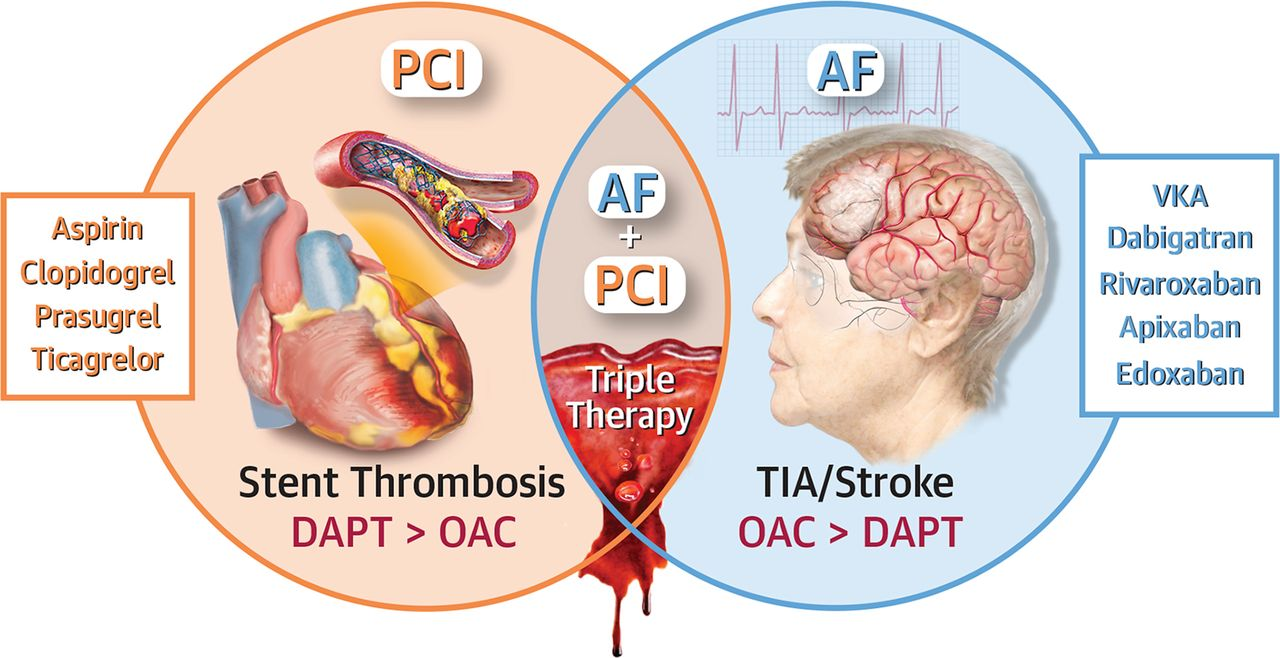 PCI
AF
Aspirin
Clopidogrel
Prasugrel
Ticagrelor
AF
+
PCI
Triple
Therapy
VKA
Dabigatran
Rivaroxaban
Apixaban
Edoxaban
Stent Thrombosis
DAPT > OAC
TIA/Stroke
OAC > DAPT